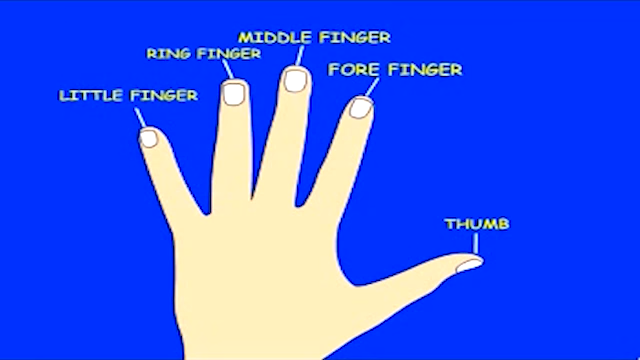 MIDDLE FINGER
RING FINGER
FORE FINGER
LITTLE FINGER
THUMB